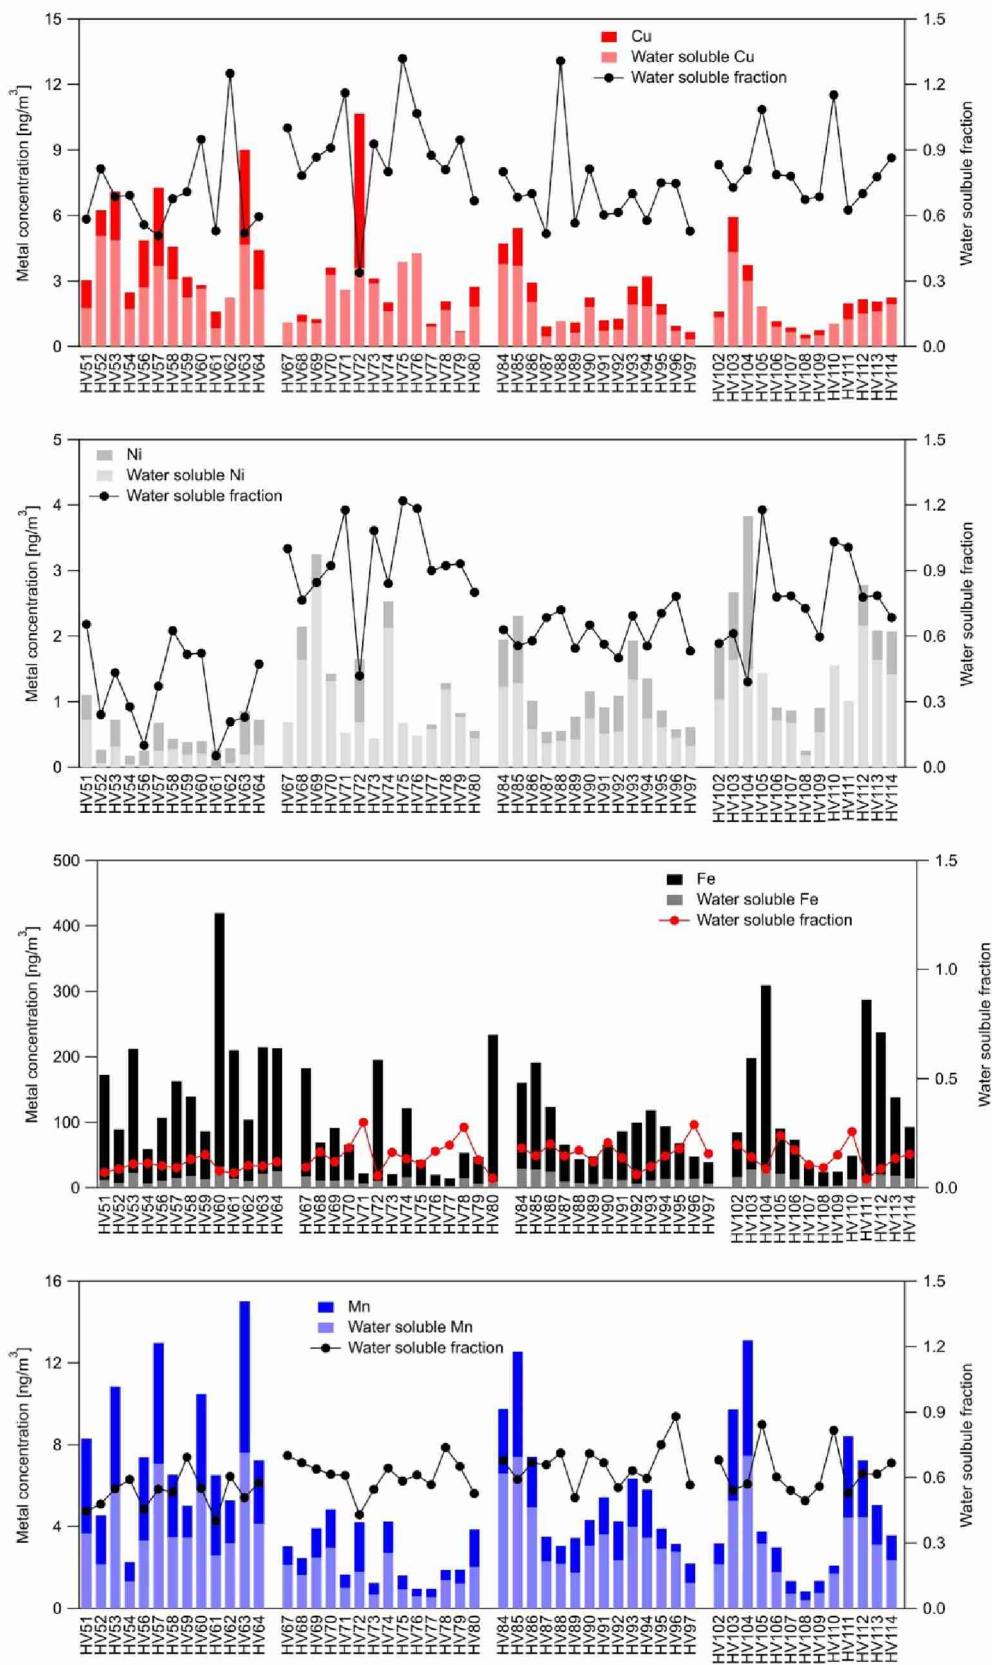 15
12
9
6
3
0
Metal concentration [ng/m³]
1.5
1.2
0.9
0.6
0.3
0.0
Water soulbule fraction
Cu
Water soluble Cu
Water soluble fraction
HV51 HV52 HV53 HV54 HV56 HV57 HV58 HV59 HV60 HV61 HV62 HV63 HV64 HV67 HV68 HV69 HV70 HV71 HV72 HV73 HV74 HV75 HV76 HV77 HV78 HV79 HV80 HV84 HV85 HV86 HV87 HV88 HV89 HV90 HV91 HV92 HV93 HV94 HV95 HV96 HV97 HV102 HV103 HV104 HV105 HV106 HV107 HV108 HV109 HV110 HV111 HV112 HV113 HV114
5
4
3
2
1
0
Metal concentration [ng/m³]
1.5
1.2
0.9
0.6
0.3
0.0
Water soulbule fraction
Ni
Water soluble Ni
Water soluble fraction
HV51 HV52 HV53 HV54 HV56 HV57 HV58 HV59 HV60 HV61 HV62 HV63 HV64 HV67 HV68 HV69 HV70 HV71 HV72 HV73 HV74 HV75 HV76 HV77 HV78 HV79 HV80 HV84 HV85 HV86 HV87 HV88 HV89 HV90 HV91 HV92 HV93 HV94 HV95 HV96 HV97 HV102 HV103 HV104 HV105 HV106 HV107 HV108 HV109 HV110 HV111 HV112 HV113 HV114
500
400
300
200
100
0
Metal concentration [ng/m³]
1.5
1.0
0.5
0.0
Water soulbule fraction
Fe
Water soluble Fe
Water soluble fraction
HV51 HV52 HV53 HV54 HV56 HV57 HV58 HV59 HV60 HV61 HV62 HV63 HV64 HV67 HV68 HV69 HV70 HV71 HV72 HV73 HV74 HV75 HV76 HV77 HV78 HV79 HV80 HV84 HV85 HV86 HV87 HV88 HV89 HV90 HV91 HV92 HV93 HV94 HV95 HV96 HV97 HV102 HV103 HV104 HV105 HV106 HV107 HV108 HV109 HV110 HV111 HV112 HV113 HV114
16
12
8
4
0
Metal concentration [ng/m³]
1.5
1.2
0.9
0.6
0.3
0.0
Water soulbule fraction
Mn
Water soluble Mn
Water soluble fraction
HV51 HV52 HV53 HV54 HV56 HV57 HV58 HV59 HV60 HV61 HV62 HV63 HV64 HV67 HV68 HV69 HV70 HV71 HV72 HV73 HV74 HV75 HV76 HV77 HV78 HV79 HV80 HV84 HV85 HV86 HV87 HV88 HV89 HV90 HV91 HV92 HV93 HV94 HV95 HV96 HV97 HV102 HV103 HV104 HV105 HV106 HV107 HV108 HV109 HV110 HV111 HV112 HV113 HV114